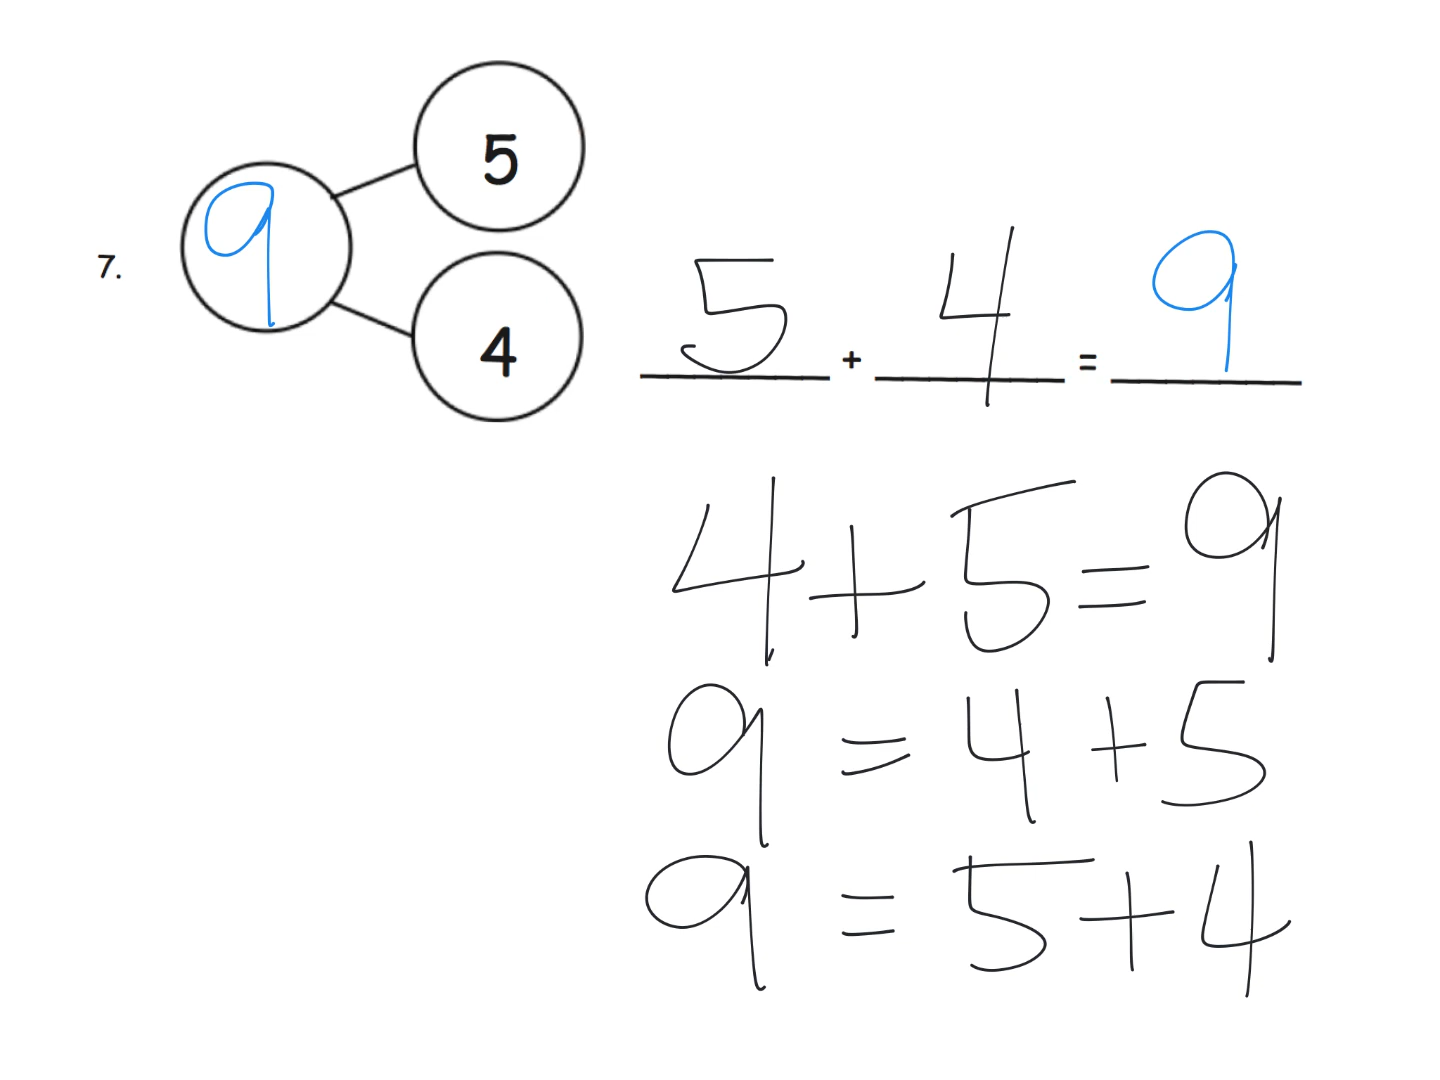 5
9
7.
4
5 + 4 = 9
4 + 5 = 9
9 = 4 + 5
9 = 5 + 4